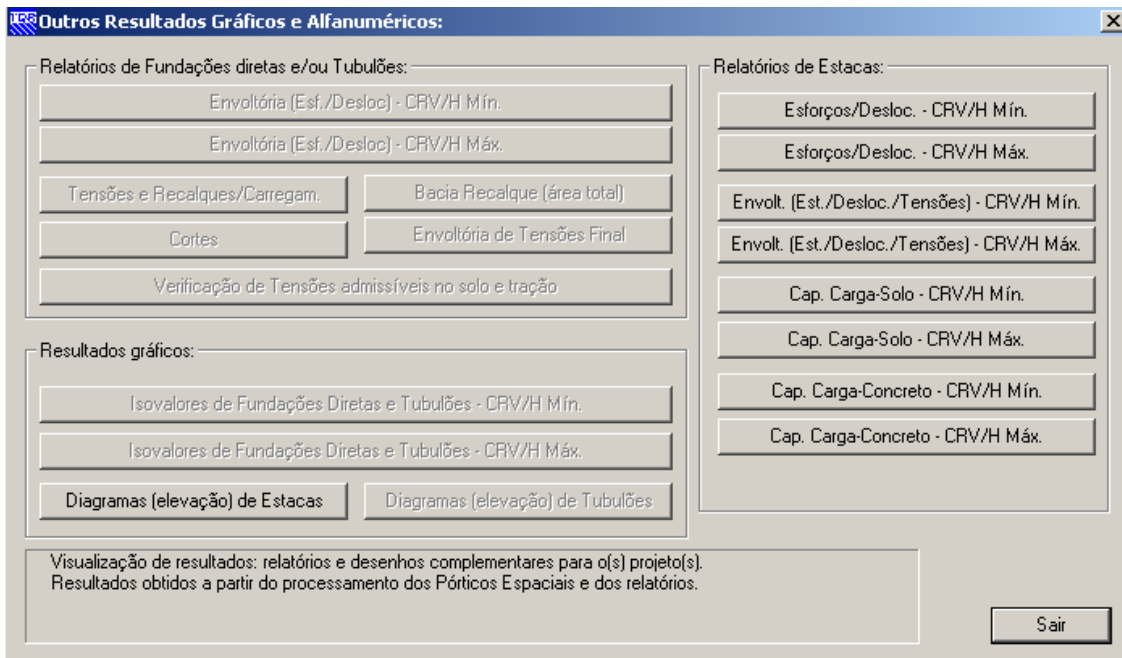 TQS Outros Resultados Gráficos e Alfanuméricos:
Relatórios de Fundações diretas e/ou Tubulões:
Envoltória (Esf./Desloc) - CRV/H Mín.
Envoltória (Esf./Desloc) - CRV/H Máx.
Tensões e Recalques/Carregam.
Bacia Recalque (área total)
Cortes
Envoltória de Tensões Final
Verificação de Tensões admissíveis no solo e tração
Resultados gráficos:
Isovalores de Fundações Diretas e Tubulões - CRV/H Mín.
Isovalores de Fundações Diretas e Tubulões - CRV/H Máx.
Diagramas (elevação) de Estacas
Diagramas (elevação) de Tubulões
Relatórios de Estacas:
Esforços/Desloc. - CRV/H Mín.
Esforços/Desloc. - CRV/H Máx.
Envolt. (Est./Desloc./Tensões) - CRV/H Mín.
Envolt. (Est./Desloc./Tensões) - CRV/H Máx.
Cap. Carga-Solo - CRV/H Mín.
Cap. Carga-Solo - CRV/H Máx.
Cap. Carga-Concreto - CRV/H Mín.
Cap. Carga-Concreto - CRV/H Máx.
Visualização de resultados: relatórios e desenhos complementares para o(s) projeto(s).
Resultados obtidos a partir do processamento dos Pórticos Espaciais e dos relatórios.
Sair